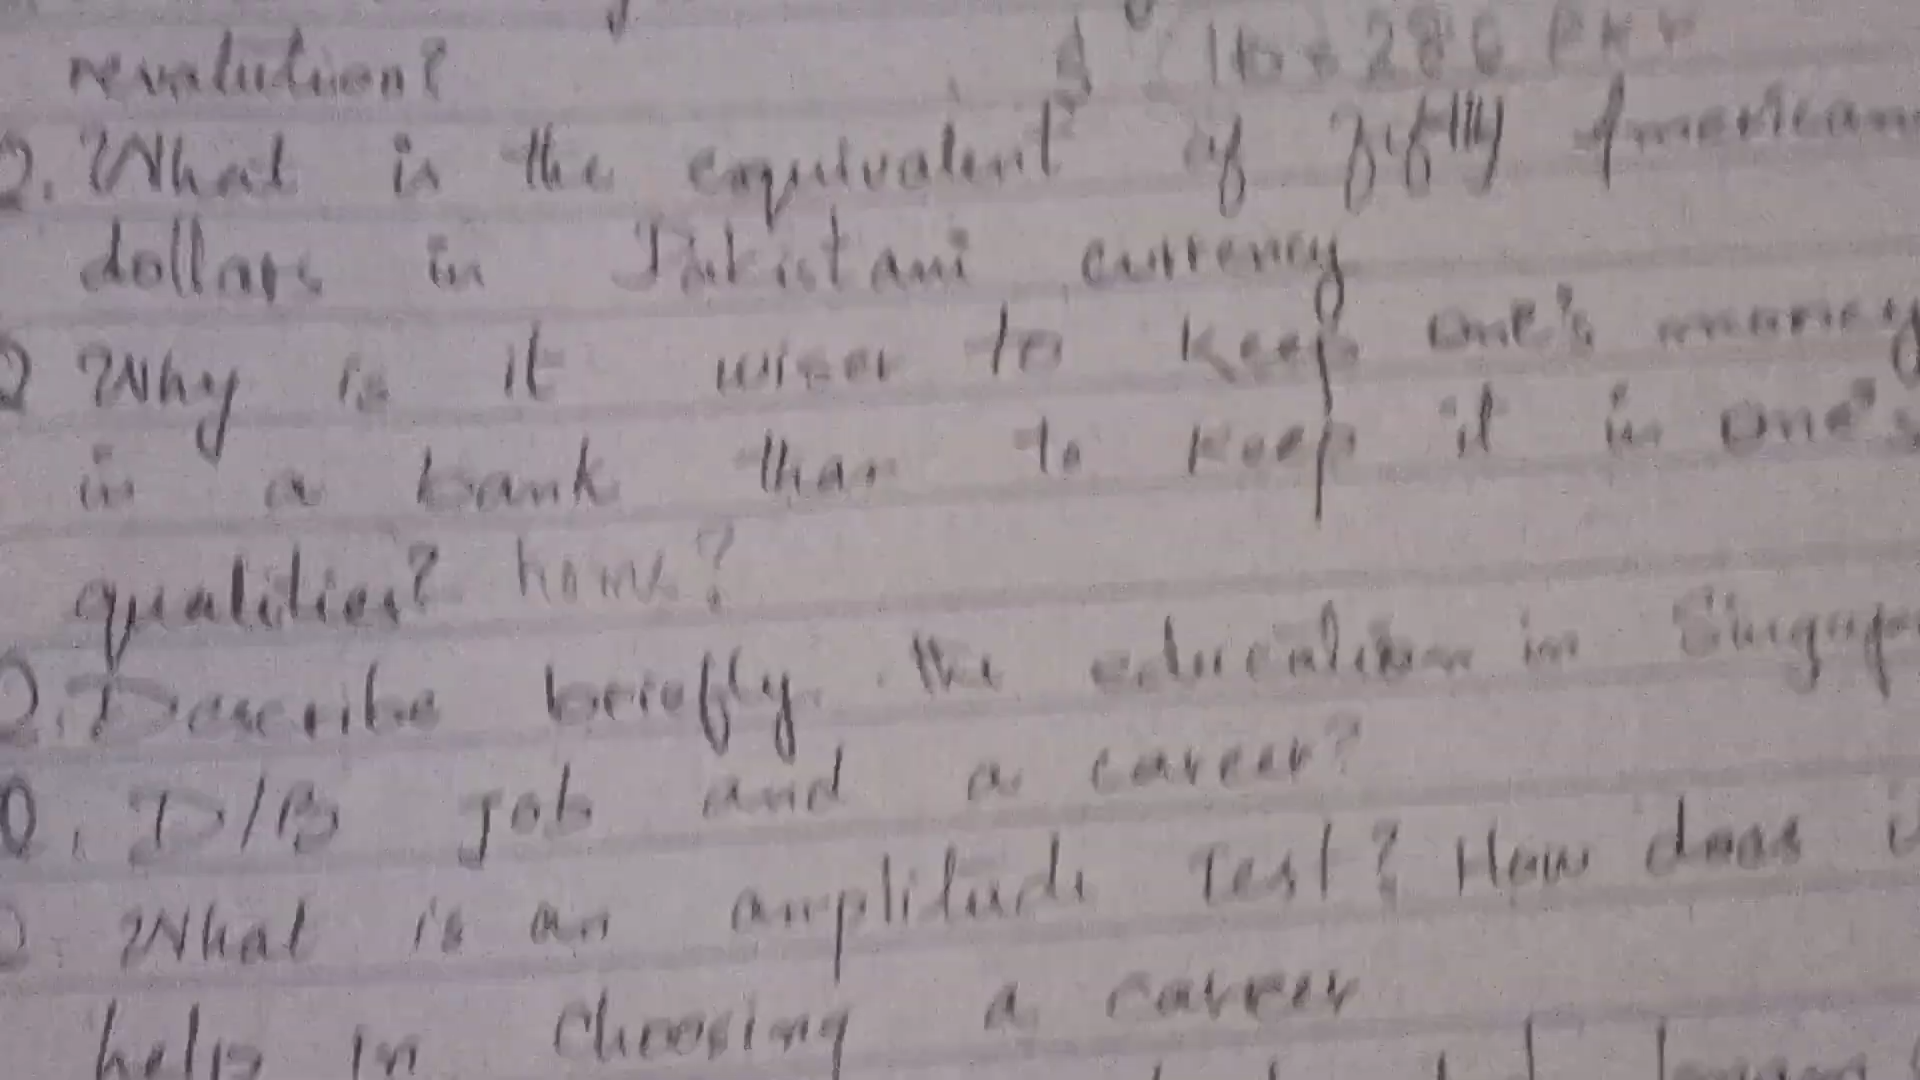 revolution?
Q. What is the equivalent of fifty American
dollars in Pakistani currency
Q Why is it wiser to keep one's money
in a bank than to keep it in one's
qualities? home?
Q. Describe briefly the education in
Q. D/B Job and a career?
Q. What is an amplitude Test? How does
help in choosing a career